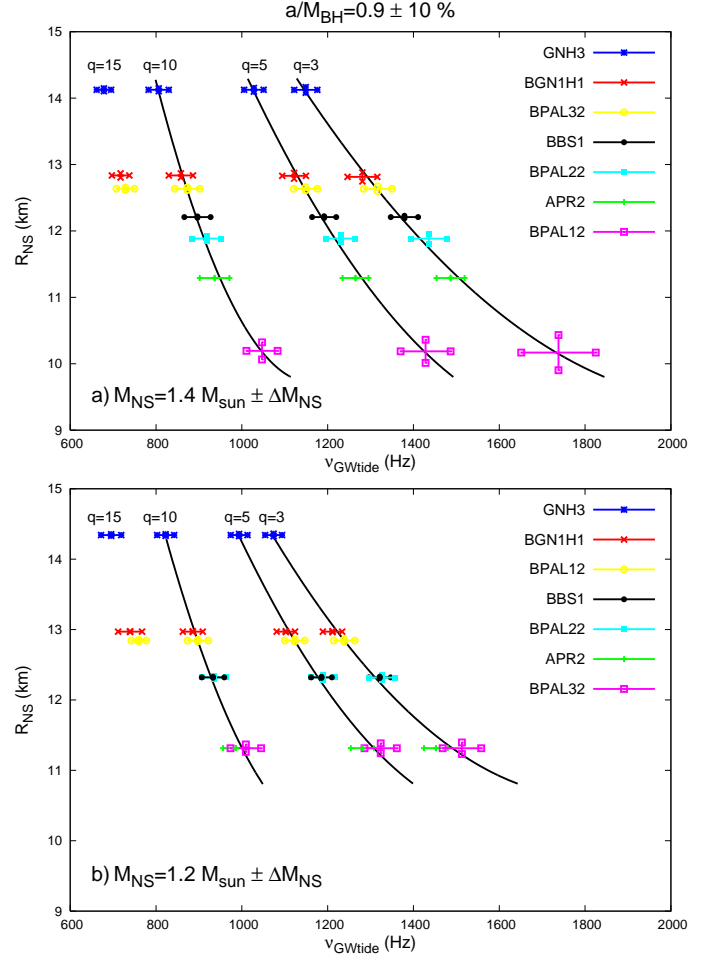 a/M_BH=0.9 ± 10 %
15
14
13
12
11
10
9
R_NS (km)
q=15 q=10 q=5 q=3
GNH3
BGN1H1
BPAL32
BBS1
BPAL22
APR2
BPAL12
a) M_NS=1.4 M_sun ± ΔM_NS
600 800 1000 1200 1400 1600 1800 2000
ν_GWtide (Hz)
15
14
13
12
11
10
9
R_NS (km)
q=15 q=10 q=5 q=3
GNH3
BGN1H1
BPAL12
BBS1
BPAL22
APR2
BPAL32
b) M_NS=1.2 M_sun ± ΔM_NS
600 800 1000 1200 1400 1600 1800 2000
ν_GWtide (Hz)